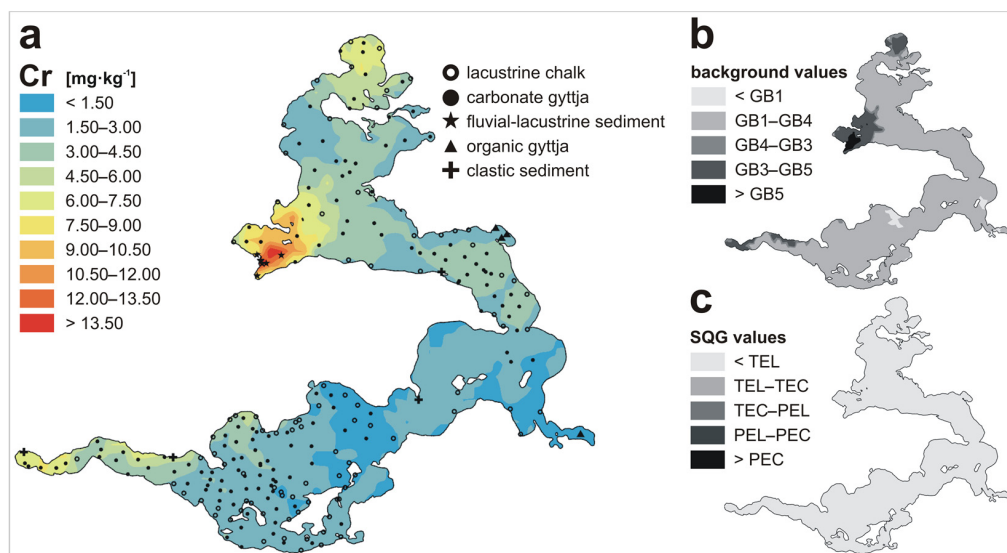 a
Cr [mg·kg⁻¹]
< 1.50
1.50–3.00
3.00–4.50
4.50–6.00
6.00–7.50
7.50–9.00
9.00–10.50
10.50–12.00
12.00–13.50
> 13.50
lacustrine chalk
carbonate gyttja
fluvial-lacustrine sediment
organic gyttja
clastic sediment
b
background values
< GB1
GB1–GB4
GB4–GB3
GB3–GB5
> GB5
c
SQG values
< TEL
TEL–TEC
TEC–PEL
PEL–PEC
> PEC